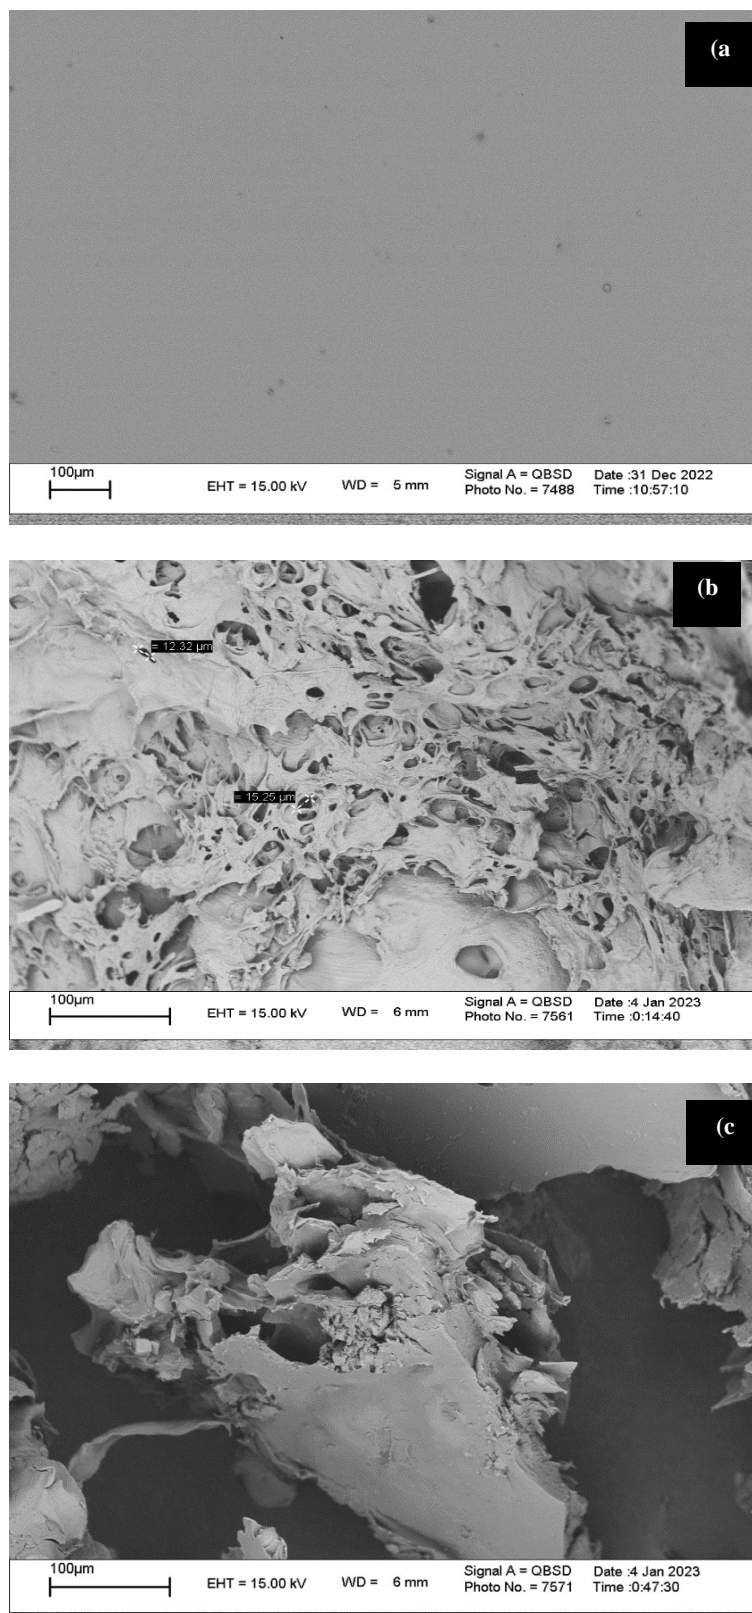 (a
100µm
EHT = 15.00 kV
WD = 5 mm
Signal A = QBSD
Photo No. = 7488
Date :31 Dec 2022
Time :10:57:10
(b
= 12.32 µm
= 15.25 µm
100µm
EHT = 15.00 kV
WD = 6 mm
Signal A = QBSD
Photo No. = 7561
Date :4 Jan 2023
Time :0:14:40
(c
100µm
EHT = 15.00 kV
WD = 6 mm
Signal A = QBSD
Photo No. = 7571
Date :4 Jan 2023
Time :0:47:30